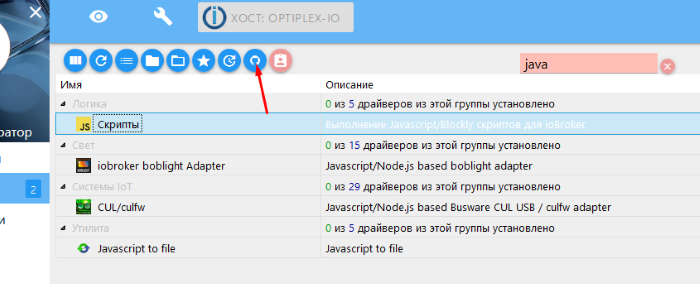 ХОСТ: OPTIPLEX-IO
java
Имя Описание
Логика 0 из 5 драйверов из этой группы установлено
JS Скрипты Выполнение Javascript/Blockly скриптов для ioBroker
Свет 0 из 15 драйверов из этой группы установлено
iobroker boblight Adapter Javascript/Node.js based boblight adapter
Системы IoT 0 из 29 драйверов из этой группы установлено
CUL/culfw Javascript/Node.js based Busware CUL USB / culfw adapter
Утилита 0 из 5 драйверов из этой группы установлено
Javascript to file Javascript to file
ратор
2
и